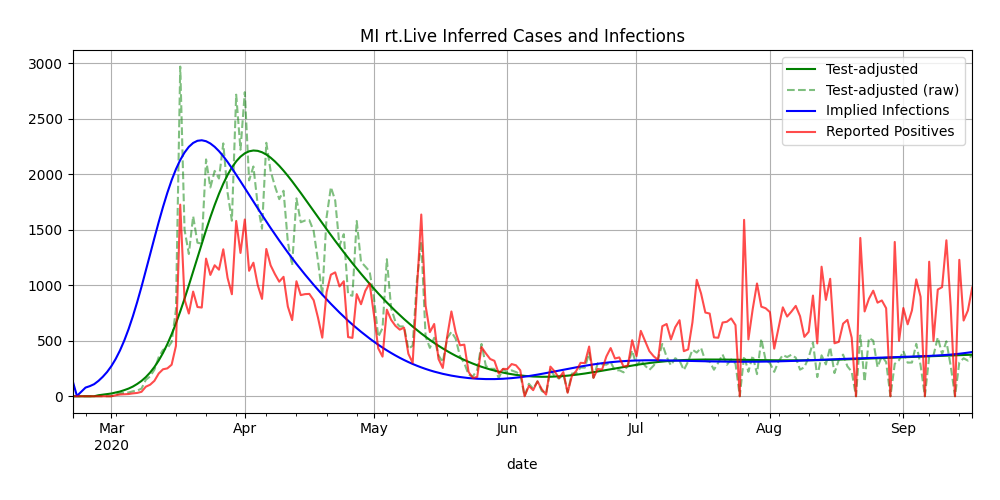 MI rt.Live Inferred Cases and Infections
3000
2500
2000
1500
1000
500
0
Test-adjusted
Test-adjusted (raw)
Implied Infections
Reported Positives
Mar Apr May Jun Jul Aug Sep
2020
date